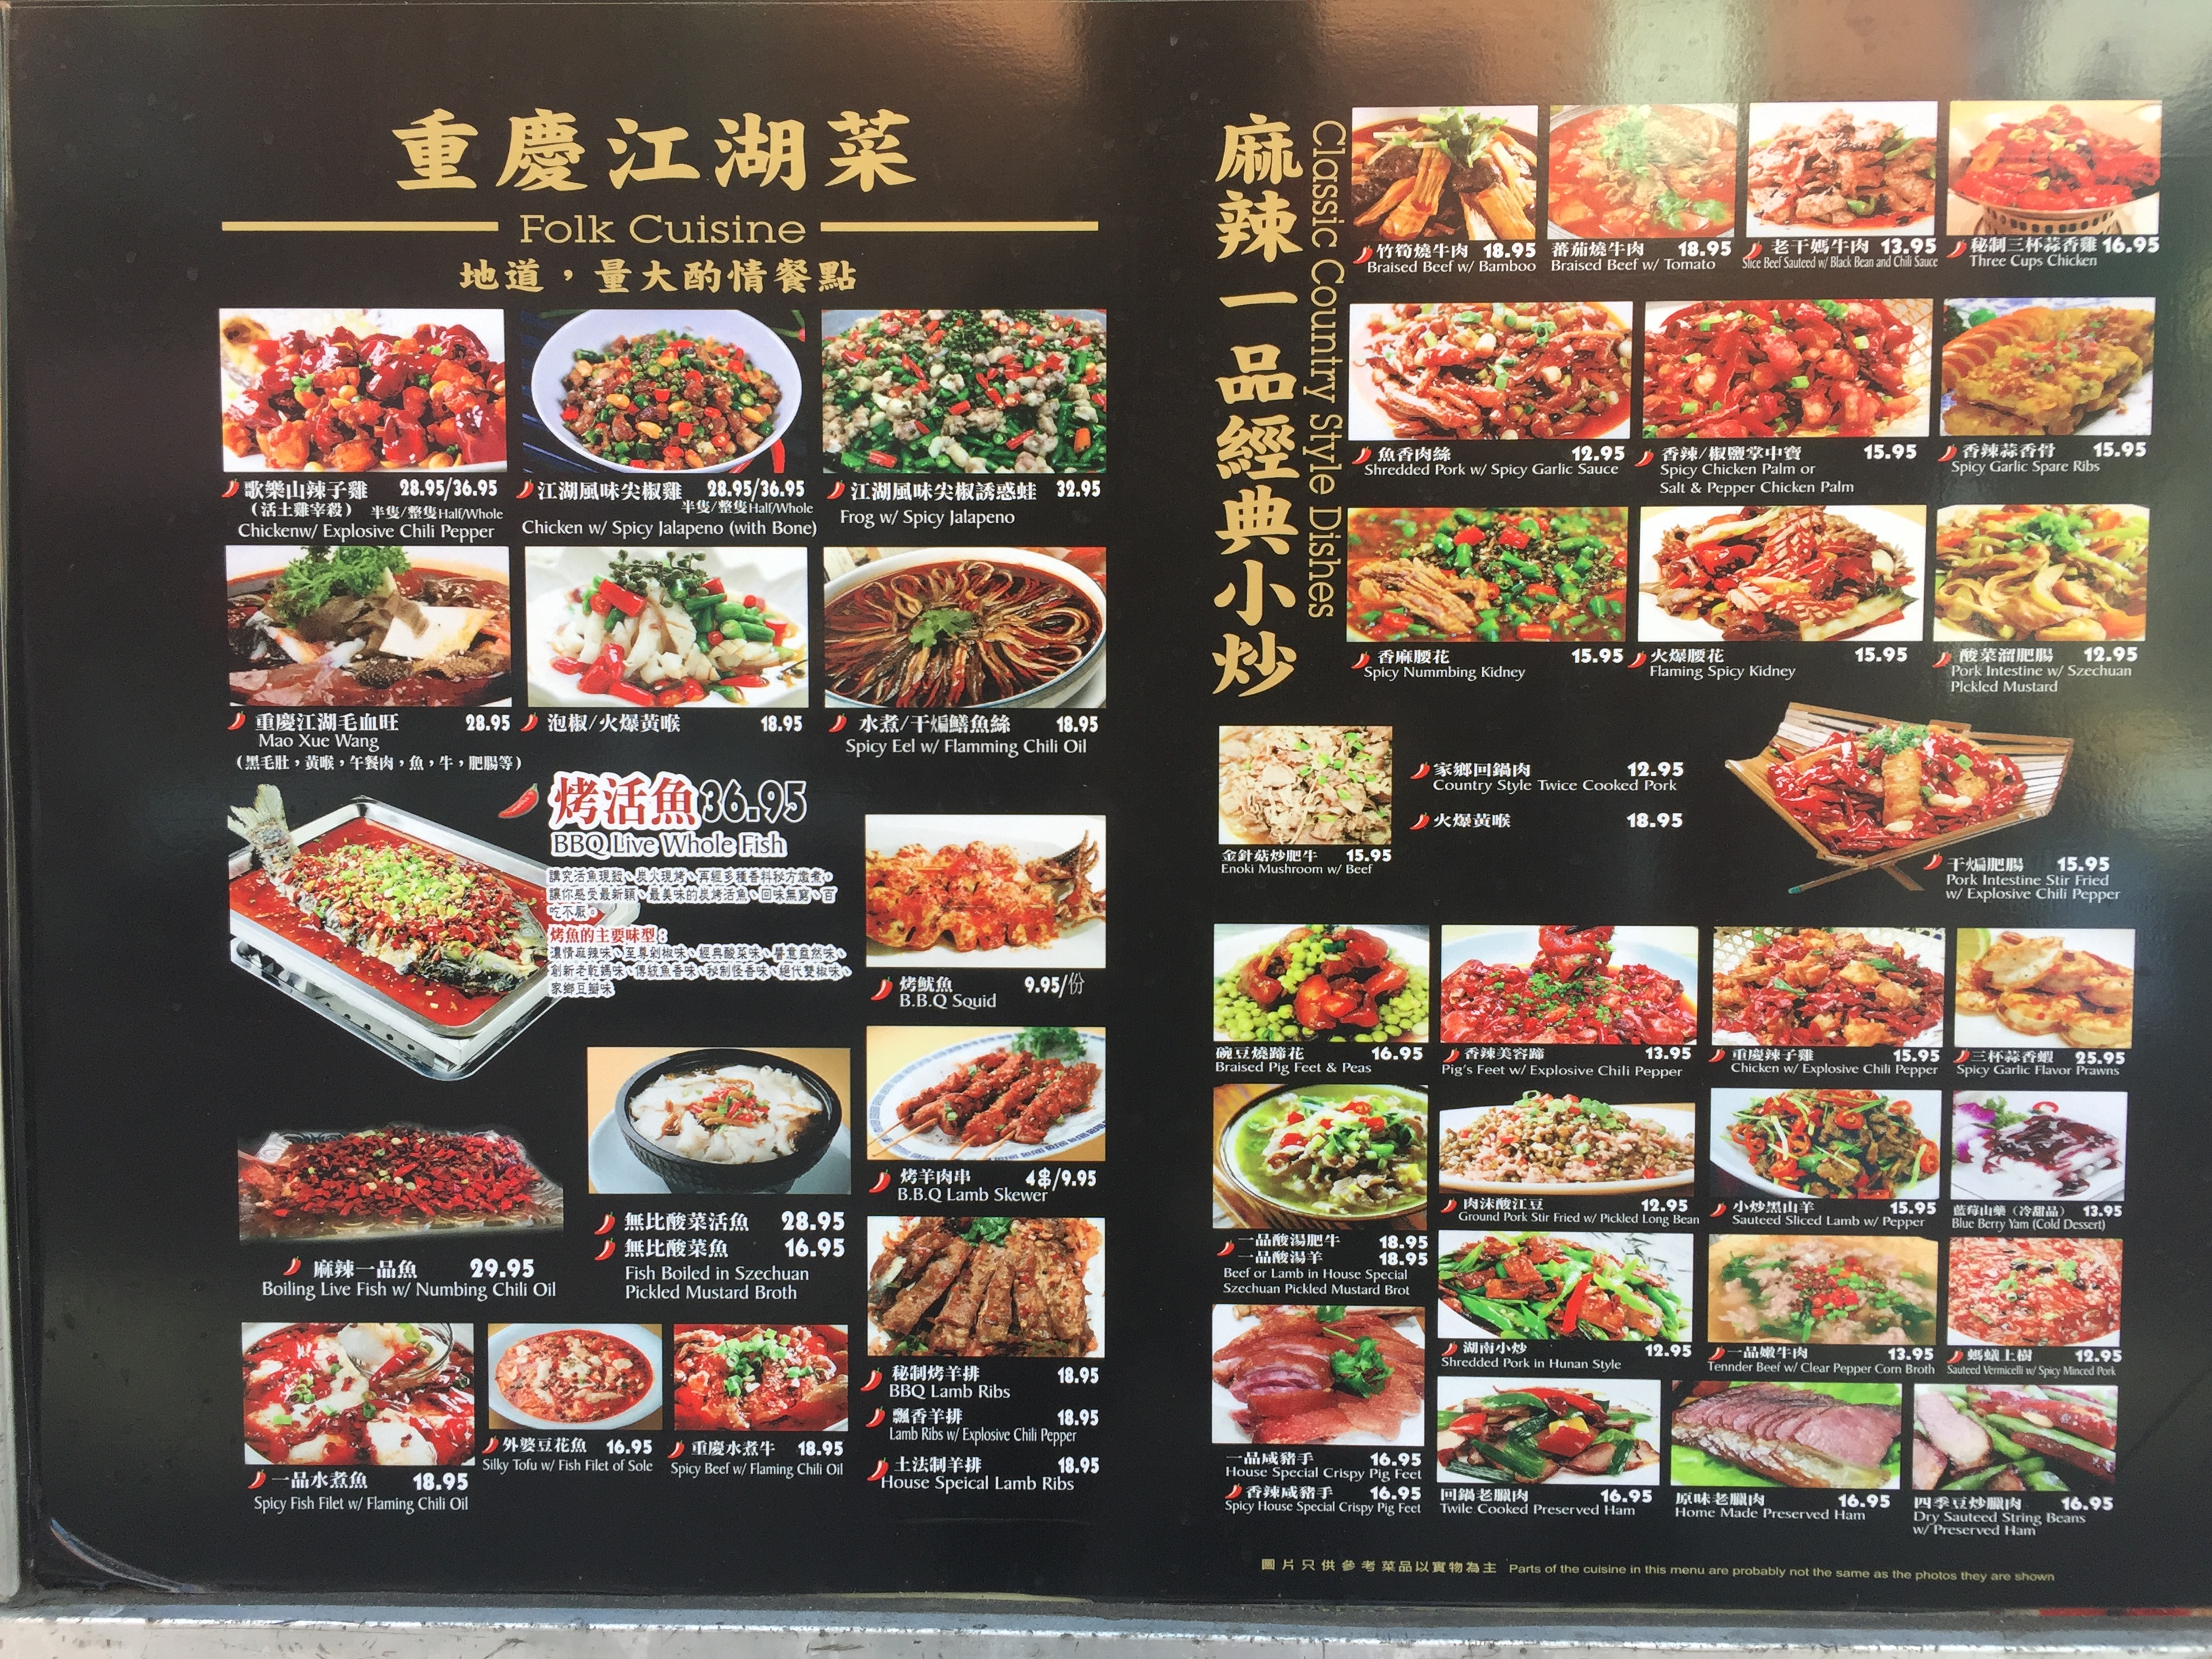 重慶江湖菜
Folk Cuisine
地道，量大酌情餐點
歌樂山辣子雞 28.95/36.95
（活土雞宰殺） 半隻/整隻Half/Whole
Chickenw/ Explosive Chili Pepper
江湖風味尖椒雞 28.95/36.95
半隻/整隻Half/Whole
Chicken w/ Spicy Jalapeno (with Bone)
江湖風味尖椒誘惑蛙 32.95
Frog w/ Spicy Jalapeno
重慶江湖毛血旺 28.95
Mao Xue Wang
（黑毛肚，黃喉，午餐肉，魚，牛，肥腸等）
泡椒/火爆黃喉 18.95
水煮/干煸鱔魚絲 18.95
Spicy Eel w/ Flamming Chili Oil
烤活魚36.95
BBQ Live Whole Fish
講究活魚現殺、炭火現烤、再經多種香料秘方燉煮，
讓你感受最新穎、最美味的炭烤活魚、回味無窮、百
吃不厭。
烤魚的主要味型：
濃情麻辣味、至尊剁椒味、經典酸菜味、醬意盎然味、
創新老乾媽味、傳統魚香味、秘制怪香味、絕代雙椒味、
家鄉豆瓣味
烤魷魚 9.95/份
B.B.Q Squid
烤羊肉串 4串/9.95
B.B.Q Lamb Skewer
麻辣一品魚 29.95
Boiling Live Fish w/ Numbing Chili Oil
無比酸菜活魚 28.95
無比酸菜魚 16.95
Fish Boiled in Szechuan
Pickled Mustard Broth
秘制烤羊排 18.95
BBQ Lamb Ribs
飄香羊排 18.95
Lamb Ribs w/ Explosive Chili Pepper
土法制羊排 18.95
House Speical Lamb Ribs
一品水煮魚 18.95
Spicy Fish Filet w/ Flaming Chili Oil
外婆豆花魚 16.95
Silky Tofu w/ Fish Filet of Sole
重慶水煮牛 18.95
Spicy Beef w/ Flaming Chili Oil
麻辣一品經典小炒
Classic Country Style Dishes
竹筍燒牛肉 18.95
Braised Beef w/ Bamboo
蕃茄燒牛肉 18.95
Braised Beef w/ Tomato
老干媽牛肉 13.95
Slice Beef Sauteed w/ Black Bean and Chili Sauce
秘制三杯蒜香雞 16.95
Three Cups Chicken
魚香肉絲 12.95
Shredded Pork w/ Spicy Garlic Sauce
香辣/椒鹽掌中寶 15.95
Spicy Chicken Palm or
Salt & Pepper Chicken Palm
香辣蒜香骨 15.95
Spicy Garlic Spare Ribs
香麻腰花 15.95
Spicy Nummbing Kidney
火爆腰花 15.95
Flaming Spicy Kidney
酸菜溜肥腸 12.95
Pork Intestine w/ Szechuan
Pickled Mustard
金針菇炒肥牛 15.95
Enoki Mushroom w/ Beef
家鄉回鍋肉 12.95
Country Style Twice Cooked Pork
火爆黃喉 18.95
干煸肥腸 15.95
Pork Intestine Stir Fried
w/ Explosive Chili Pepper
碗豆燒蹄花 16.95
Braised Pig Feet & Peas
香辣美容蹄 13.95
Pig's Feet w/ Explosive Chili Pepper
重慶辣子雞 15.95
Chicken w/ Explosive Chili Pepper
三杯蒜香蝦 25.95
Spicy Garlic Flavor Prawns
一品酸湯肥牛 18.95
一品酸湯羊 18.95
Beef or Lamb in House Special
Szechuan Pickled Mustard Brot
肉沫酸江豆 12.95
Ground Pork Stir Fried w/ Pickled Long Bean
小炒黑山羊 15.95
Sauteed Sliced Lamb w/ Pepper
藍莓山藥（冷甜品） 13.95
Blue Berry Yam (Cold Dessert)
湖南小炒 12.95
Shredded Pork in Hunan Style
一品嫩牛肉 13.95
Tennder Beef w/ Clear Pepper Corn Broth
螞蟻上樹 12.95
Sauteed Vermicelli w/ Spicy Minced Pork
一品咸豬手 16.95
House Special Crispy Pig Feet
香辣咸豬手 16.95
Spicy House Special Crispy Pig Feet
回鍋老臘肉 16.95
Twile Cooked Preserved Ham
原味老臘肉 16.95
Home Made Preserved Ham
四季豆炒臘肉 16.95
Dry Sauteed String Beans
w/ Preserved Ham
圖片只供參考菜品以實物為主 Parts of the cuisine in this menu are probably not the same as the photos they are shown